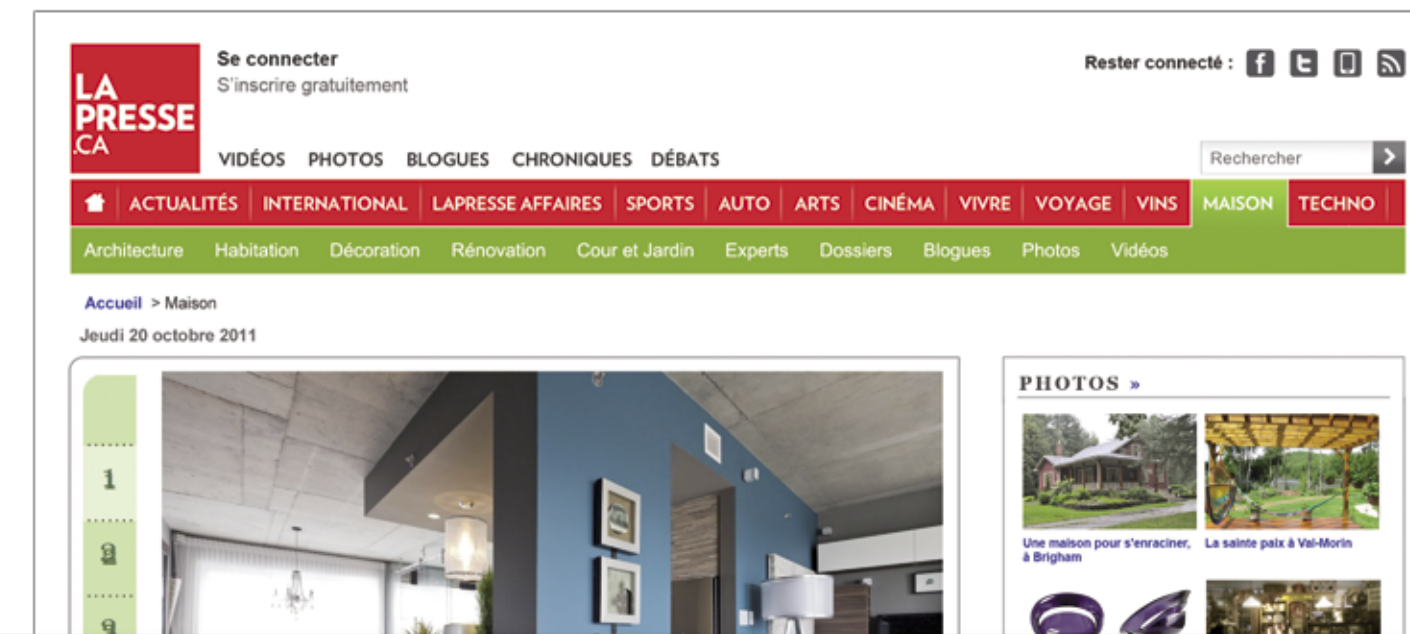 LA
PRESSE
.CA
Se connecter
S'inscrire gratuitement
Rester connecté :
VIDÉOS PHOTOS BLOGUES CHRONIQUES DÉBATS
Rechercher
ACTUALITÉS INTERNATIONAL LAPRESSE AFFAIRES SPORTS AUTO ARTS CINÉMA VIVRE VOYAGE VINS MAISON TECHNO
Architecture Habitation Décoration Rénovation Cour et Jardin Experts Dossiers Blogues Photos Vidéos
Accueil > Maison
Jeudi 20 octobre 2011
1
2
3
PHOTOS »
Une maison pour s'enraciner,
à Brigham
La sainte paix à Val-Morin